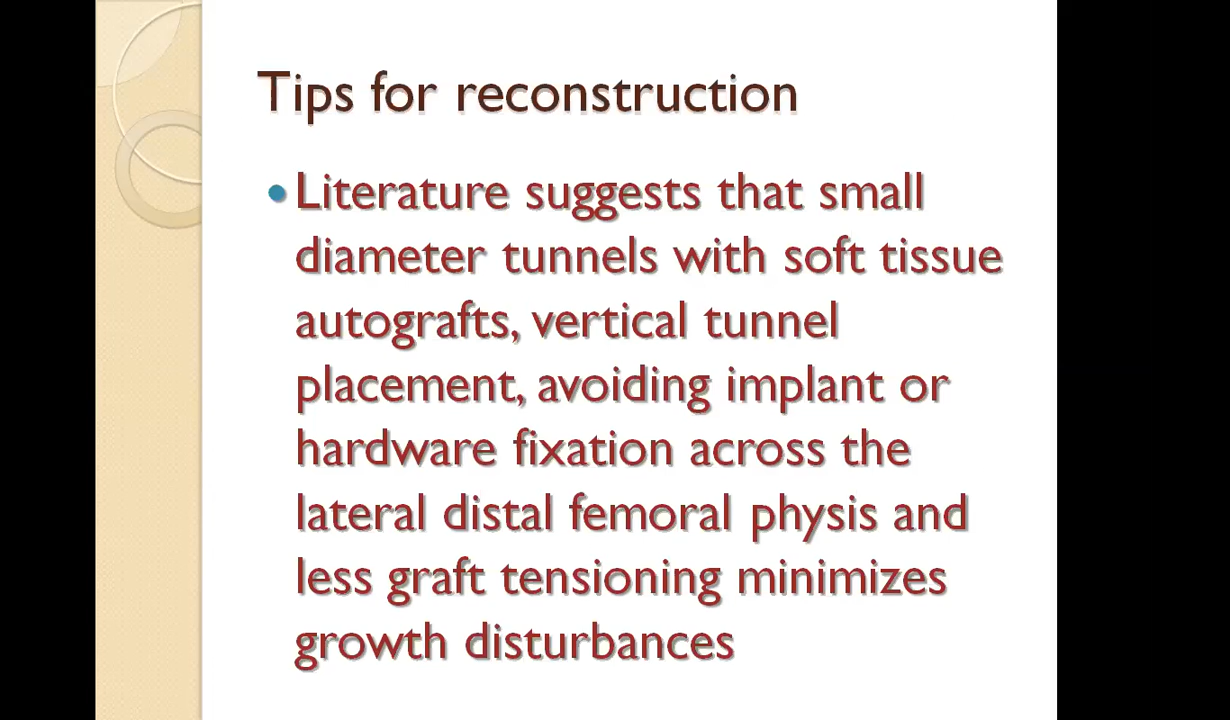 Tips for reconstruction
Literature suggests that small
diameter tunnels with soft tissue
autografts, vertical tunnel
placement, avoiding implant or
hardware fixation across the
lateral distal femoral physis and
less graft tensioning minimizes
growth disturbances